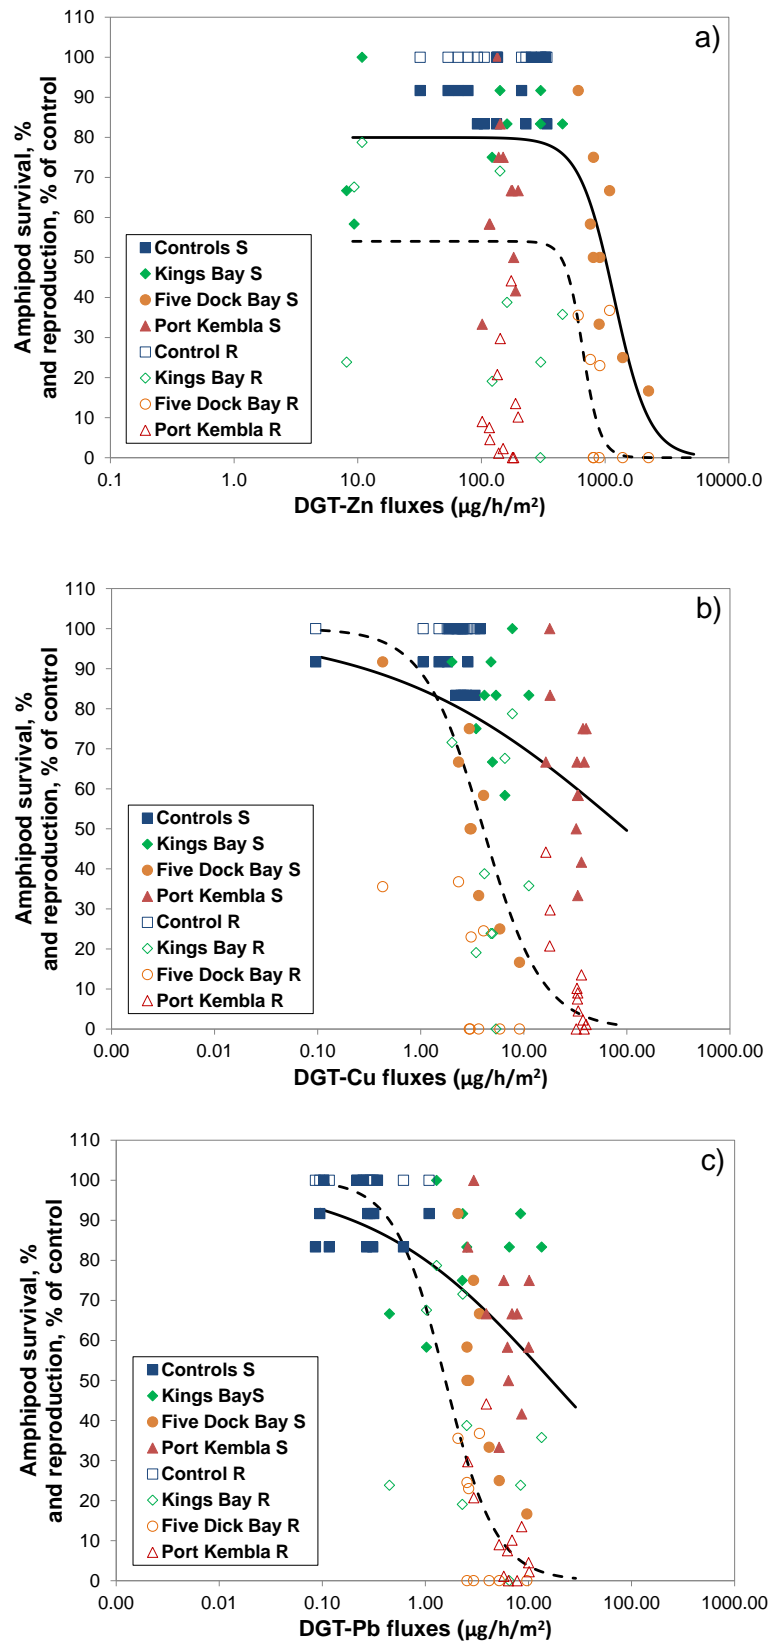 a)
Amphipod survival, %
and reproduction, % of control
110
100
90
80
70
60
50
40
30
20
10
0
Controls S
Kings Bay S
Five Dock Bay S
Port Kembla S
Control R
Kings Bay R
Five Dock Bay R
Port Kembla R
0.1 1.0 10.0 100.0 1000.0 10000.0
DGT-Zn fluxes (µg/h/m²)
b)
Amphipod survival, %
and reproduction, % of control
110
100
90
80
70
60
50
40
30
20
10
0
Controls S
Kings Bay S
Five Dock Bay S
Port Kembla S
Control R
Kings Bay R
Five Dock Bay R
Port Kembla R
0.00 0.01 0.10 1.00 10.00 100.00 1000.00
DGT-Cu fluxes (µg/h/m²)
c)
Amphipod survival, %
and reproduction, % of control
110
100
90
80
70
60
50
40
30
20
10
0
Controls S
Kings BayS
Five Dock Bay S
Port Kembla S
Control R
Kings Bay R
Five Dick Bay R
Port Kembla R
0.00 0.01 0.10 1.00 10.00 100.00 1000.00
DGT-Pb fluxes (µg/h/m²)